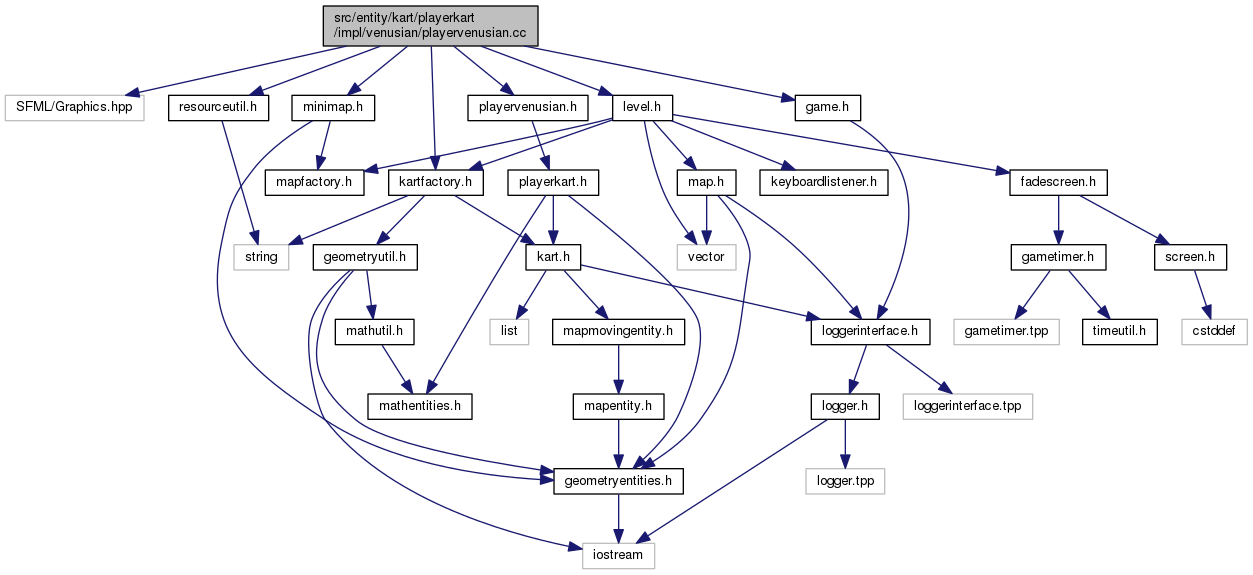 src/entity/kart/playerkart
/impl/venusian/playervenusian.cc
SFML/Graphics.hpp
resourceutil.h
minimap.h
playervenusian.h
level.h
game.h
mapfactory.h
kartfactory.h
playerkart.h
map.h
keyboardlistener.h
fadescreen.h
string
geometryutil.h
kart.h
vector
gametimer.h
screen.h
mathutil.h
list
mapmovingentity.h
loggerinterface.h
gametimer.tpp
timeutil.h
cstddef
mathentities.h
mapentity.h
logger.h
loggerinterface.tpp
geometryentities.h
logger.tpp
iostream